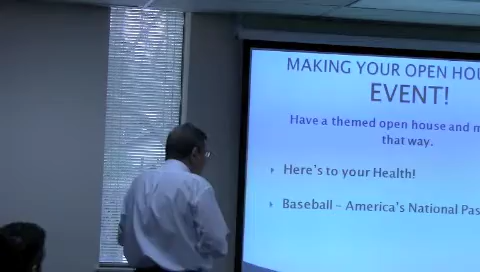 MAKING YOUR OPEN HOU
EVENT!
Have a themed open house and m
that way.
Here's to your Health!
Baseball – America's National Pas